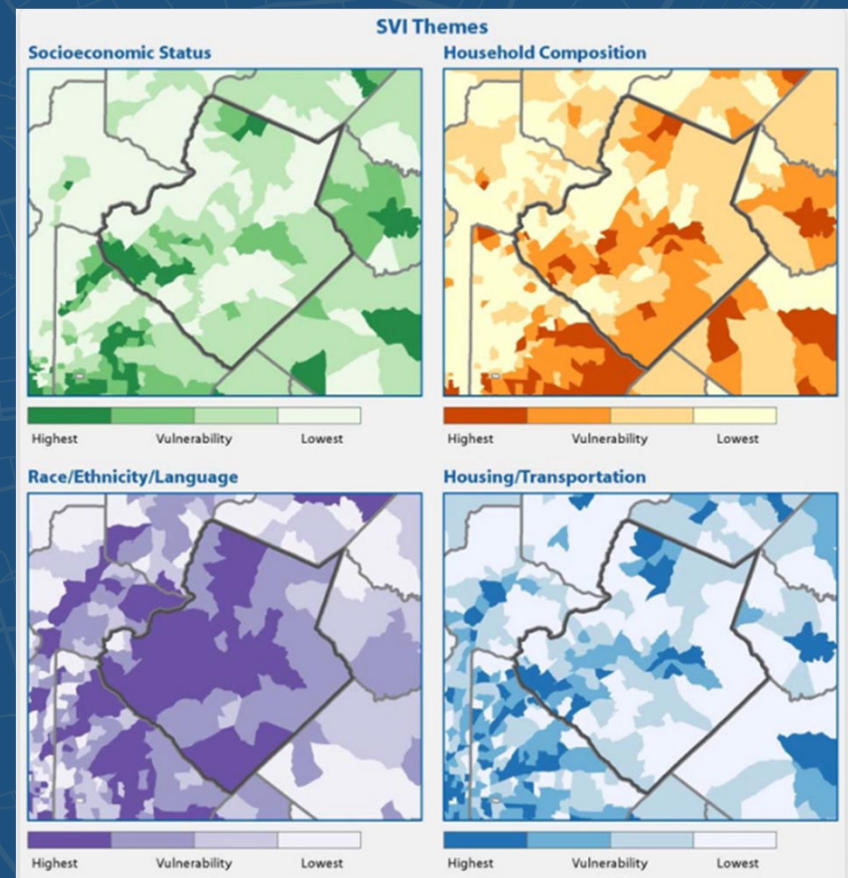 SVI Themes
Socioeconomic Status
Household Composition
Highest Vulnerability Lowest
Highest Vulnerability Lowest
Race/Ethnicity/Language
Housing/Transportation
Highest Vulnerability Lowest
Highest Vulnerability Lowest